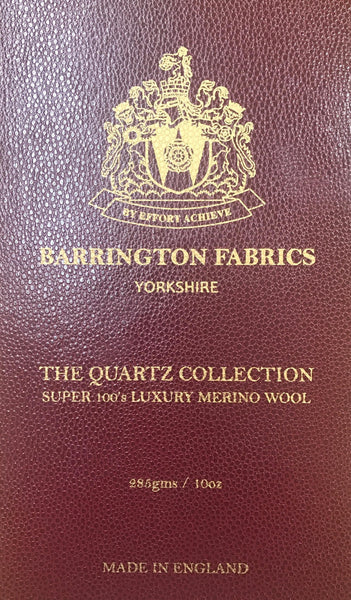 BY EFFORT ACHIEVE
BARRINGTON FABRICS
YORKSHIRE
THE QUARTZ COLLECTION
SUPER 100's LUXURY MERINO WOOL
285gms / 10oz
MADE IN ENGLAND